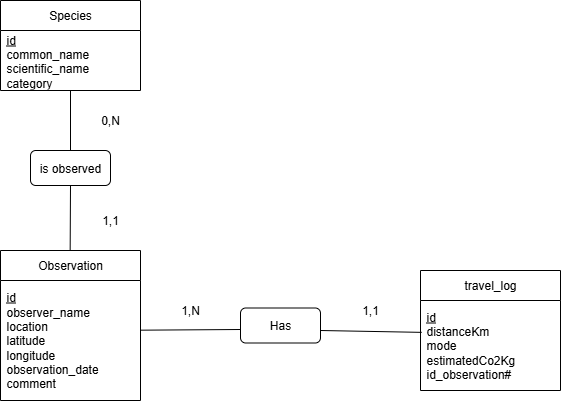 Species
id
common_name
scientific_name
category
0,N
is observed
1,1
Observation
id
observer_name
location
latitude
longitude
observation_date
comment
1,N
Has
1,1
travel_log
id
distanceKm
mode
estimatedCo2Kg
id_observation#